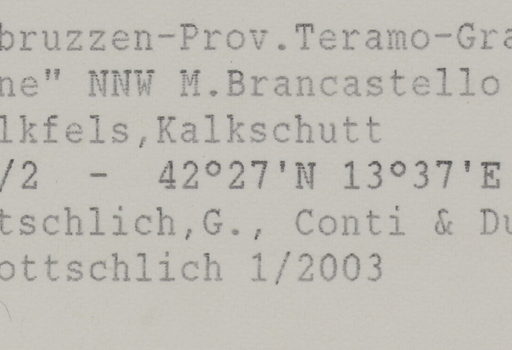 bruzzen-Prov.Teramo-Gra
ne" NNW M.Brancastello
lkfels,Kalkschutt
/2 - 42°27'N 13°37'E
tschlich,G., Conti & Du
ottschlich 1/2003